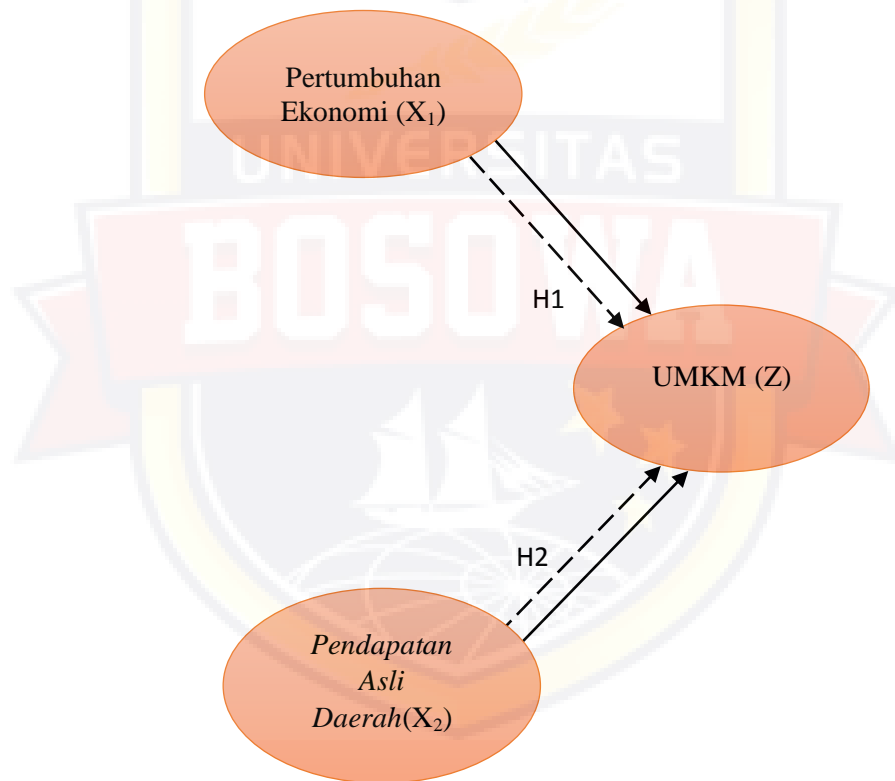 Pertumbuhan
Ekonomi (X₁)
UNIVERSITAS
BOSOWA
H1
UMKM (Z)
H2
Pendapatan
Asli
Daerah(X₂)